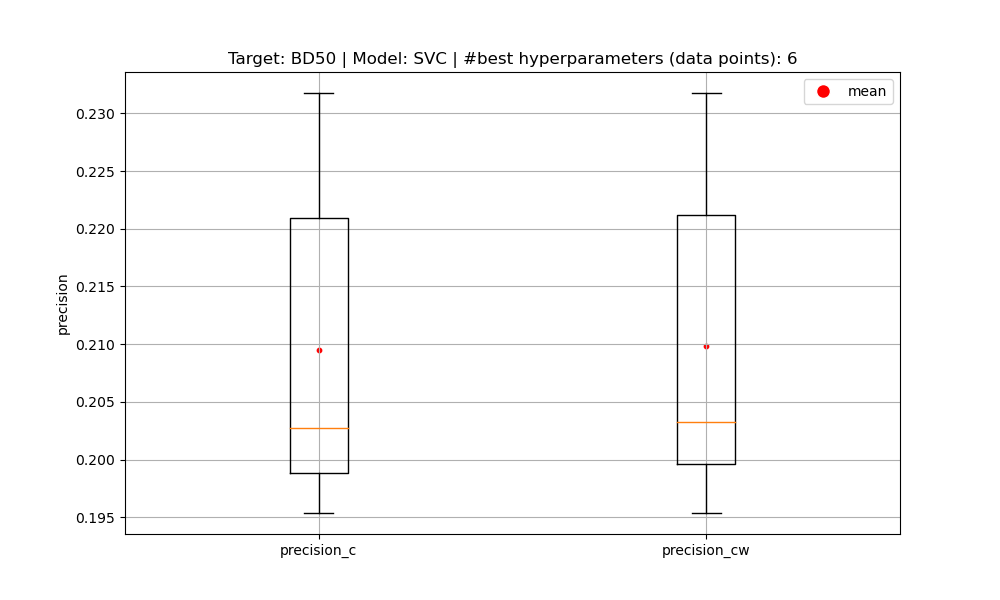 Target: BD50 | Model: SVC | #best hyperparameters (data points): 6
mean
0.230
0.225
0.220
0.215
0.210
0.205
0.200
0.195
precision
precision_c
precision_cw